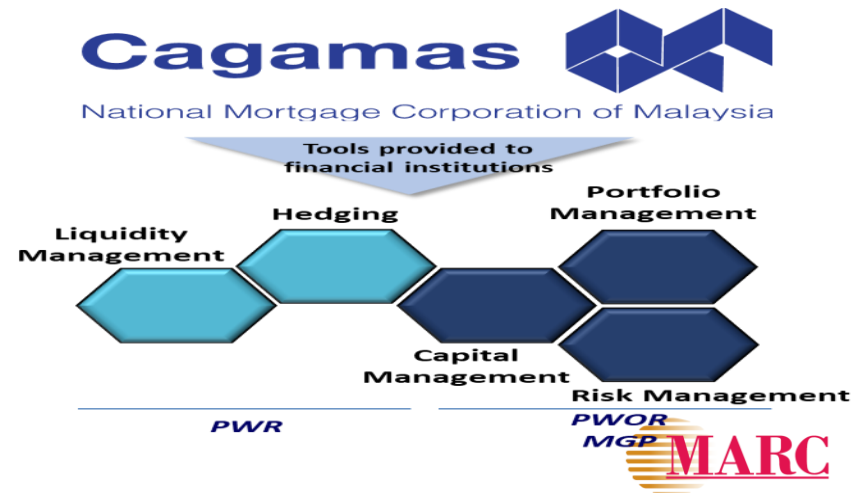 Cagamas
National Mortgage Corporation of Malaysia
Tools provided to
financial institutions
Liquidity
Management
Hedging
Portfolio
Management
Capital
Management
Risk Management
PWR
PWOR
MGP
MARC